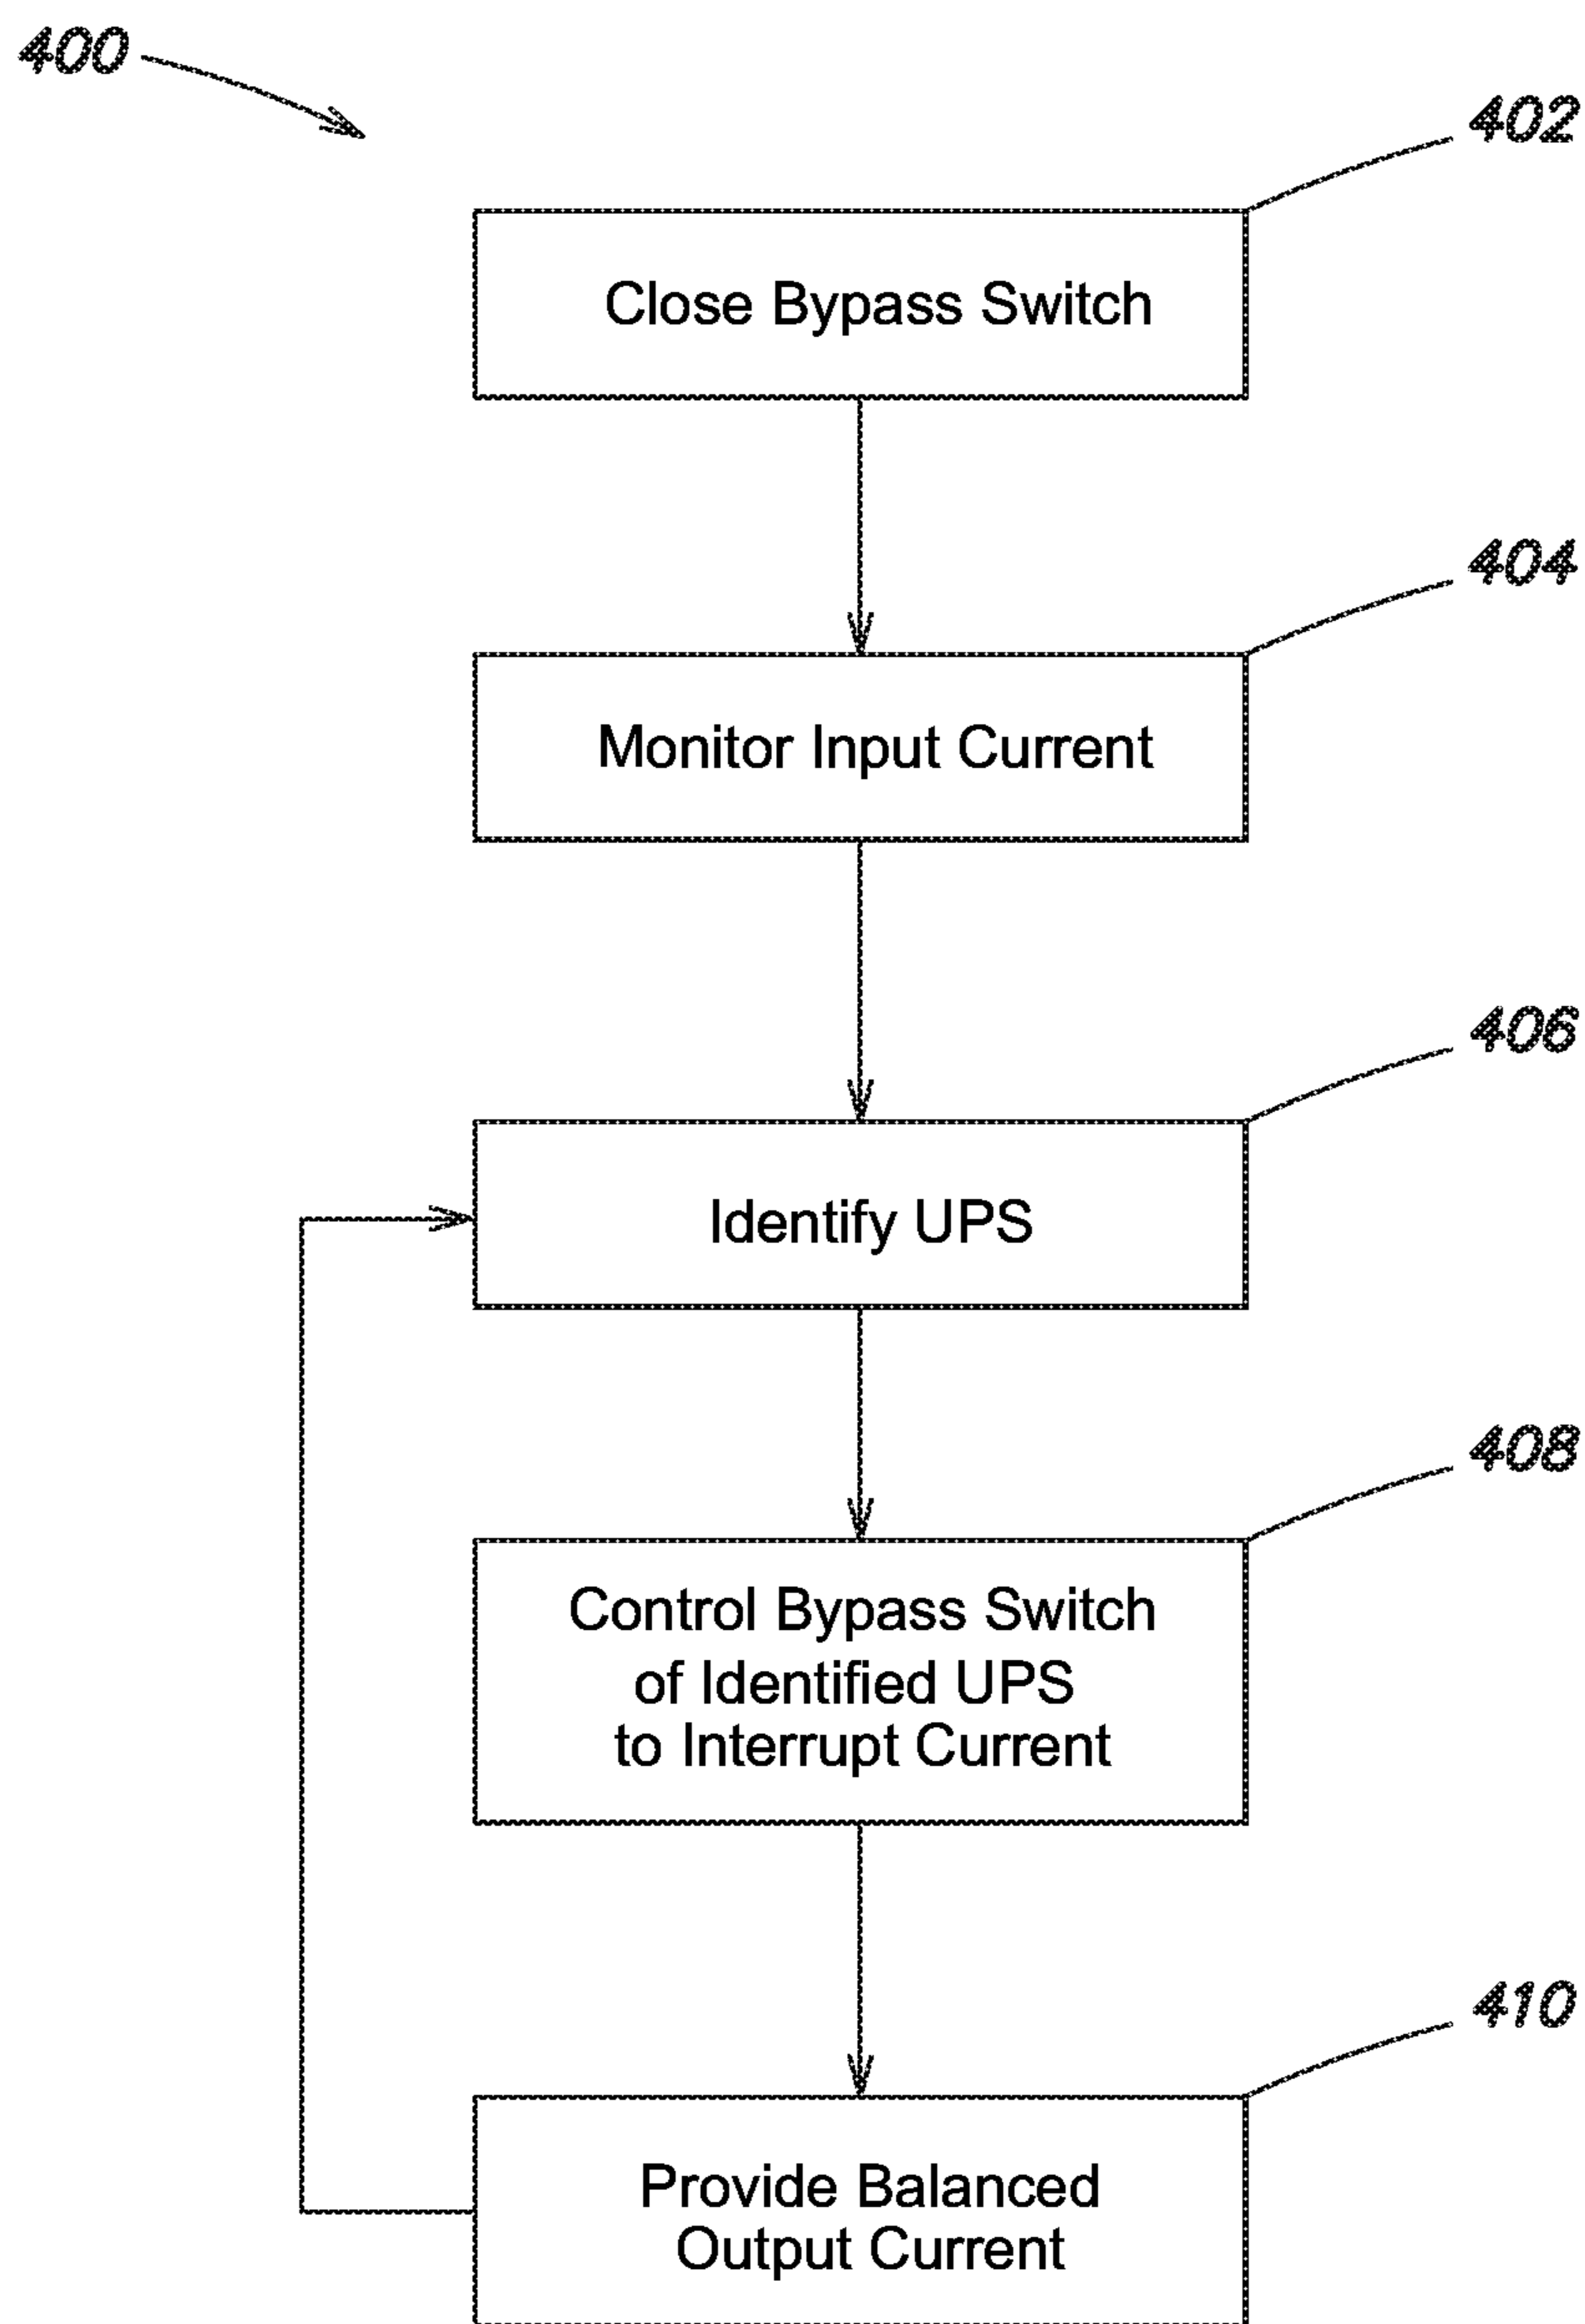 400
402
Close Bypass Switch
404
Monitor Input Current
406
Identify UPS
408
Control Bypass Switch
of Identified UPS
to Interrupt Current
410
Provide Balanced
Output Current